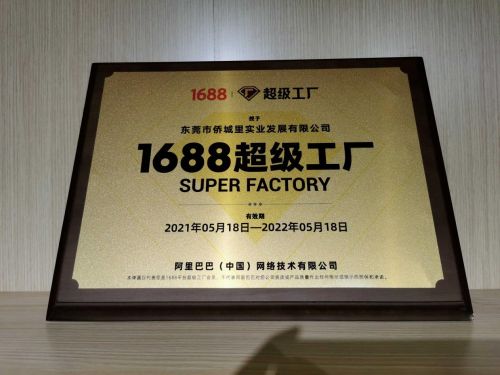 1688 超级工厂
授予
东莞市侨城里实业发展有限公司
1688超级工厂
SUPER FACTORY
有效期
2021年05月18日—2022年05月18日
阿里巴巴（中国）网络技术有限公司